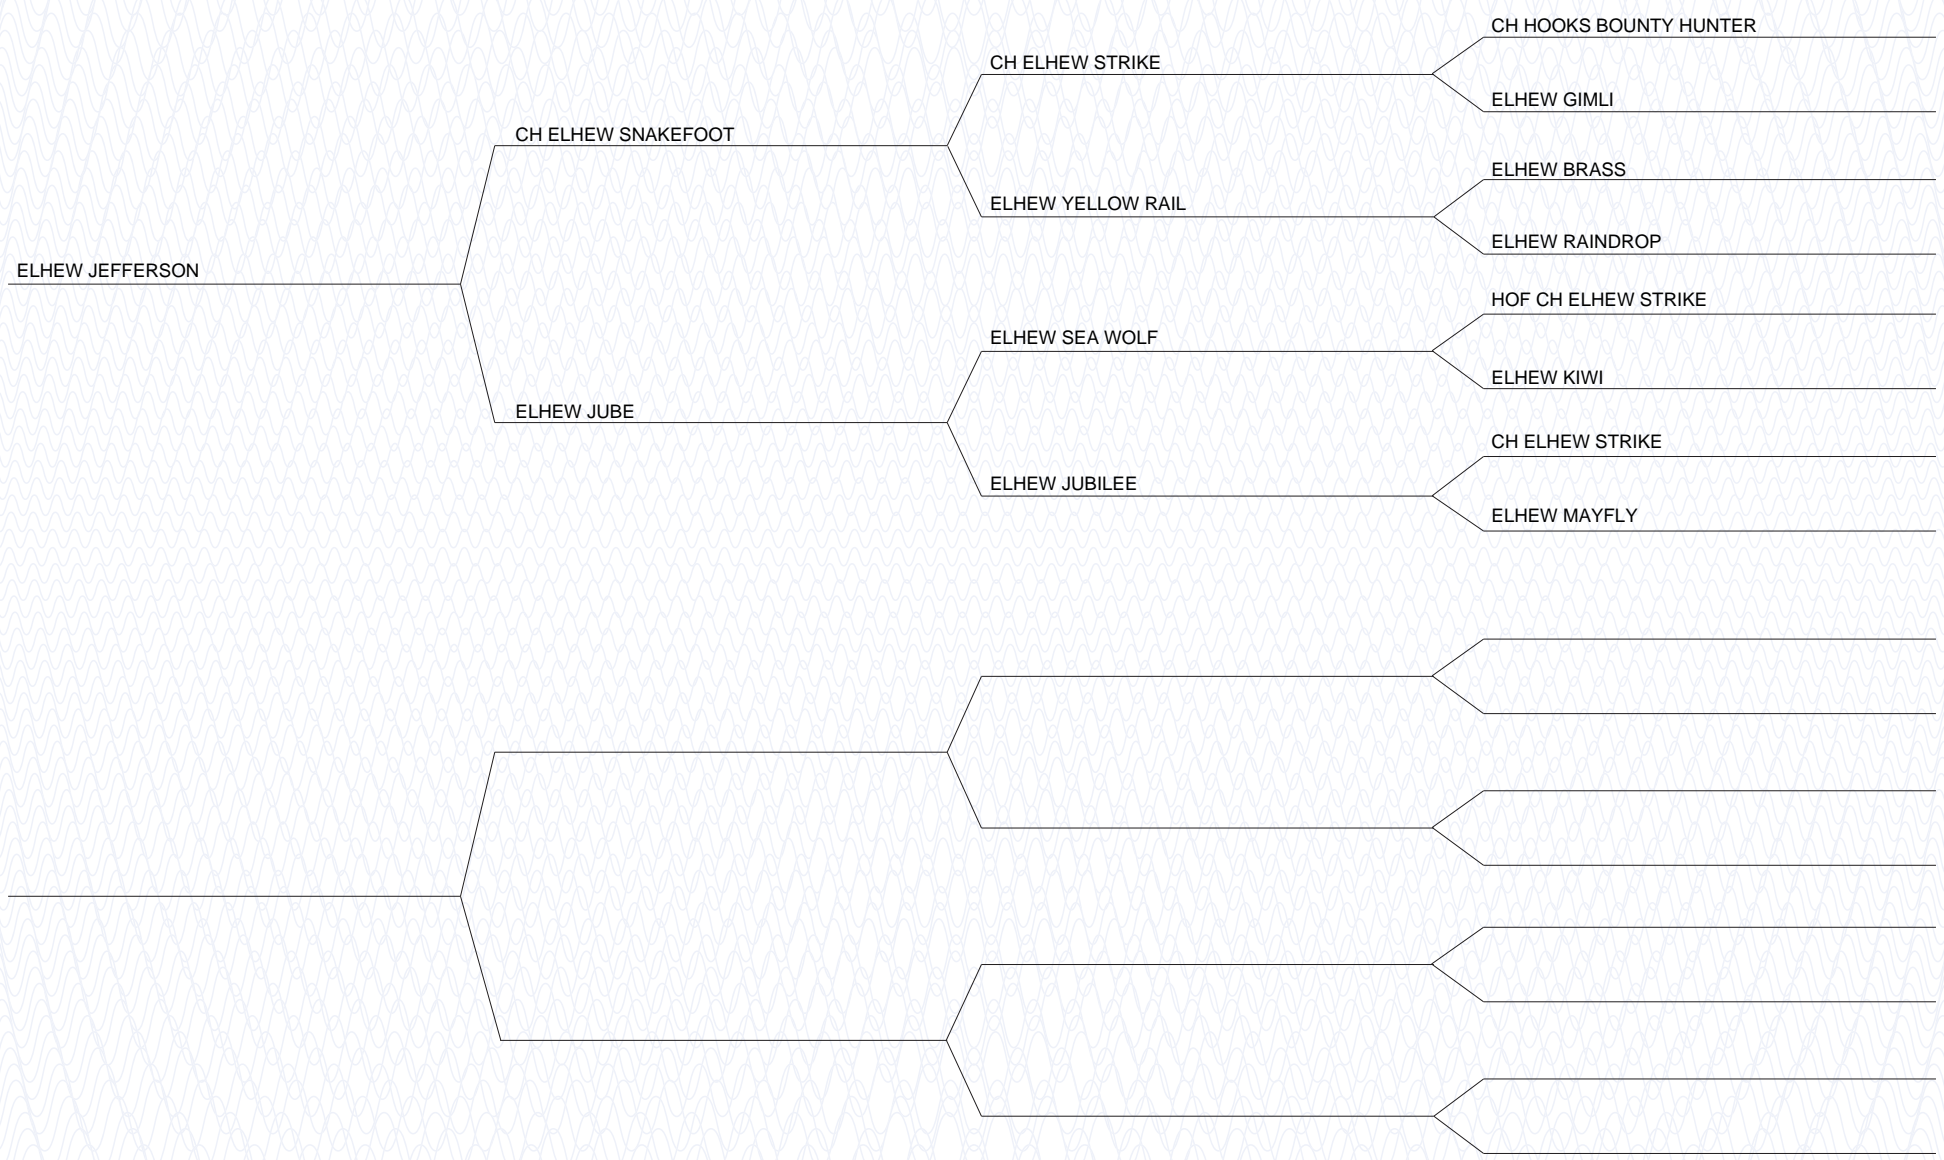 CH HOOKS BOUNTY HUNTER
CH ELHEW STRIKE
ELHEW GIMLI
CH ELHEW SNAKEFOOT
ELHEW BRASS
ELHEW YELLOW RAIL
ELHEW RAINDROP
ELHEW JEFFERSON
HOF CH ELHEW STRIKE
ELHEW SEA WOLF
ELHEW KIWI
ELHEW JUBE
CH ELHEW STRIKE
ELHEW JUBILEE
ELHEW MAYFLY